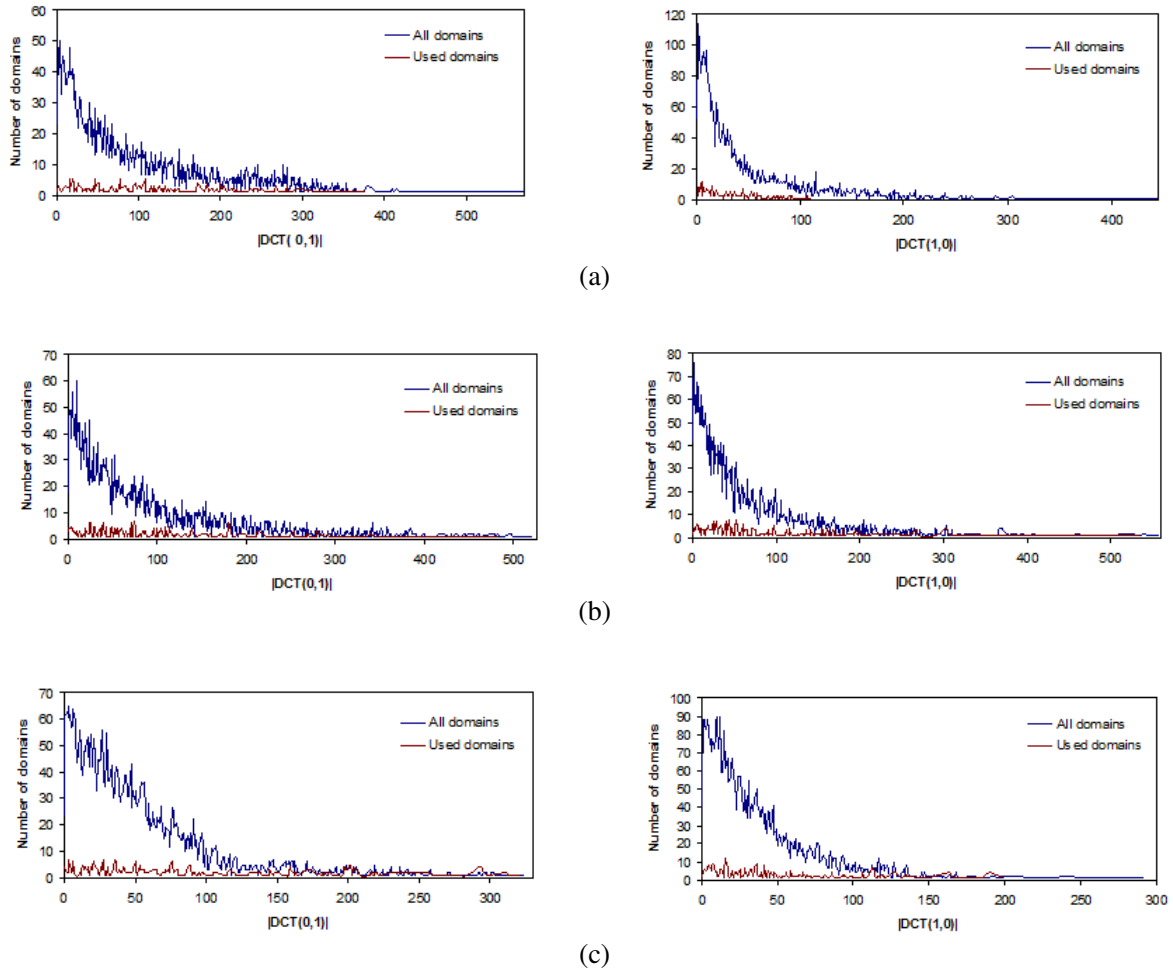 60
50
40
30
20
10
0
Number of domains
All domains
Used domains
0 100 200 300 400 500
|DCT( 0,1)|
120
100
80
60
40
20
0
Number of domains
All domains
Used domains
0 100 200 300 400
|DCT(1,0)|
(a)
70
60
50
40
30
20
10
0
Number of domains
All domains
Used domains
0 100 200 300 400 500
|DCT(0,1)|
80
70
60
50
40
30
20
10
0
Number of domains
All domains
Used domains
0 100 200 300 400 500
|DCT(1,0)|
(b)
70
60
50
40
30
20
10
0
Number of domains
All domains
Used domains
0 50 100 150 200 250 300
|DCT(0,1)|
100
90
80
70
60
50
40
30
20
10
0
Number of domains
All domains
Used domains
0 50 100 150 200 250 300
|DCT(1,0)|
(c)